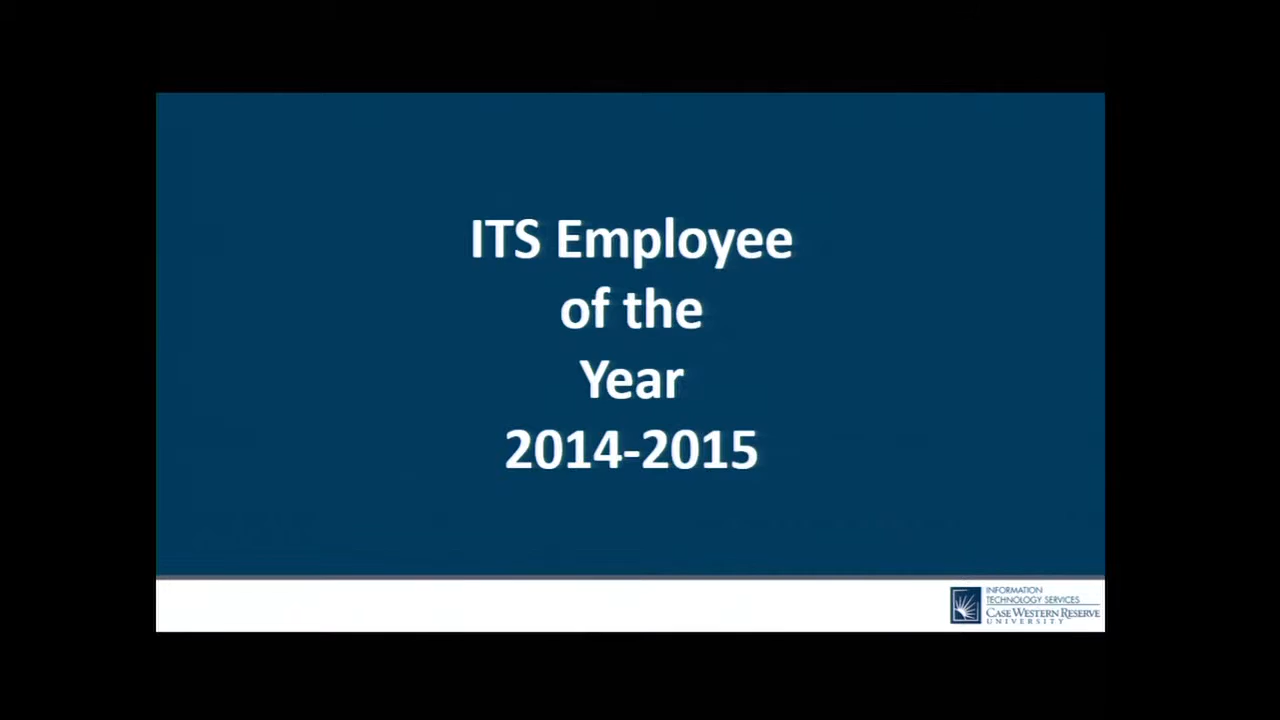 ITS Employee
of the
Year
2014-2015
INFORMATION
TECHNOLOGY SERVICES
CASE WESTERN RESERVE
UNIVERSITY